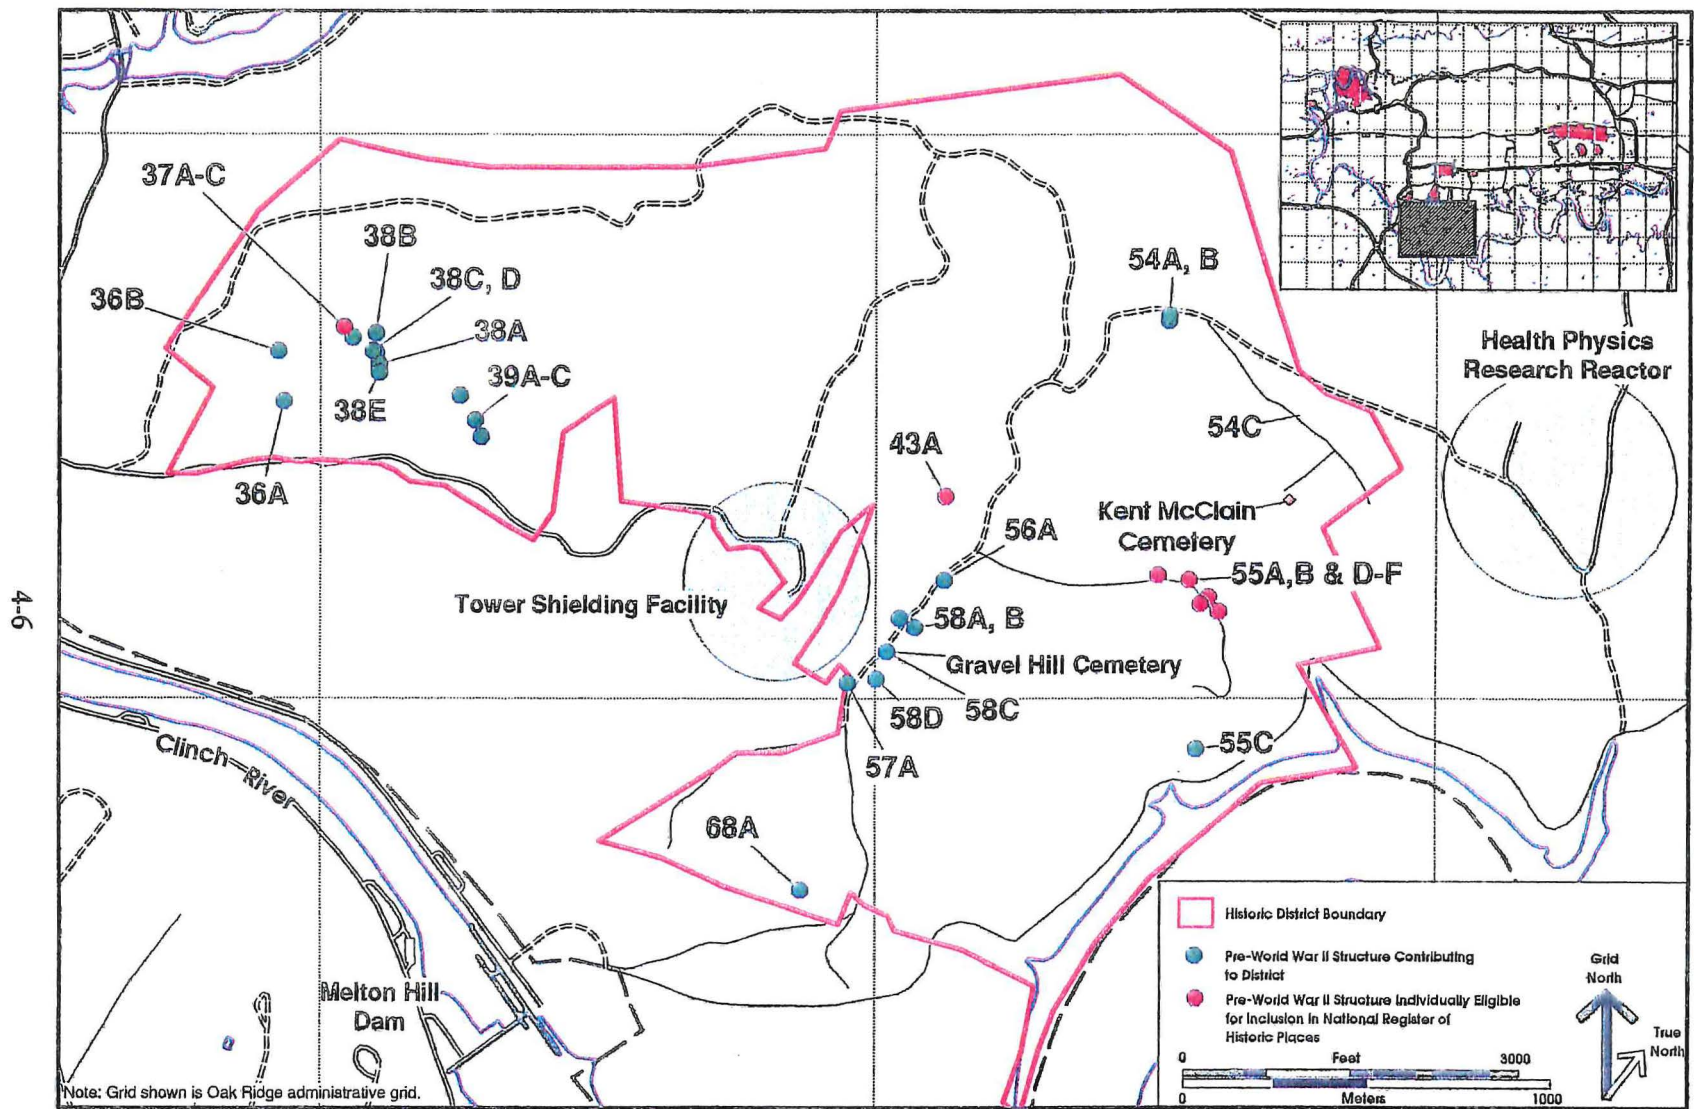 37A-C
38B
38C, D
36B
38A
39A-C
38E
36A
54A, B
Health Physics
Research Reactor
54C
43A
Kent McClain
Cemetery
56A
55A,B & D-F
Tower Shielding Facility
58A, B
Gravel Hill Cemetery
58D
58C
57A
55C
Clinch River
68A
Melton Hill
Dam
4-6
Historic District Boundary
Pre-World War II Structure Contributing
to District
Pre-World War II Structure Individually Eligible
for Inclusion in National Register of
Historic Places
Grid
North
True
North
0 Feet 3000
0 Meters 1000
Note: Grid shown is Oak Ridge administrative grid.